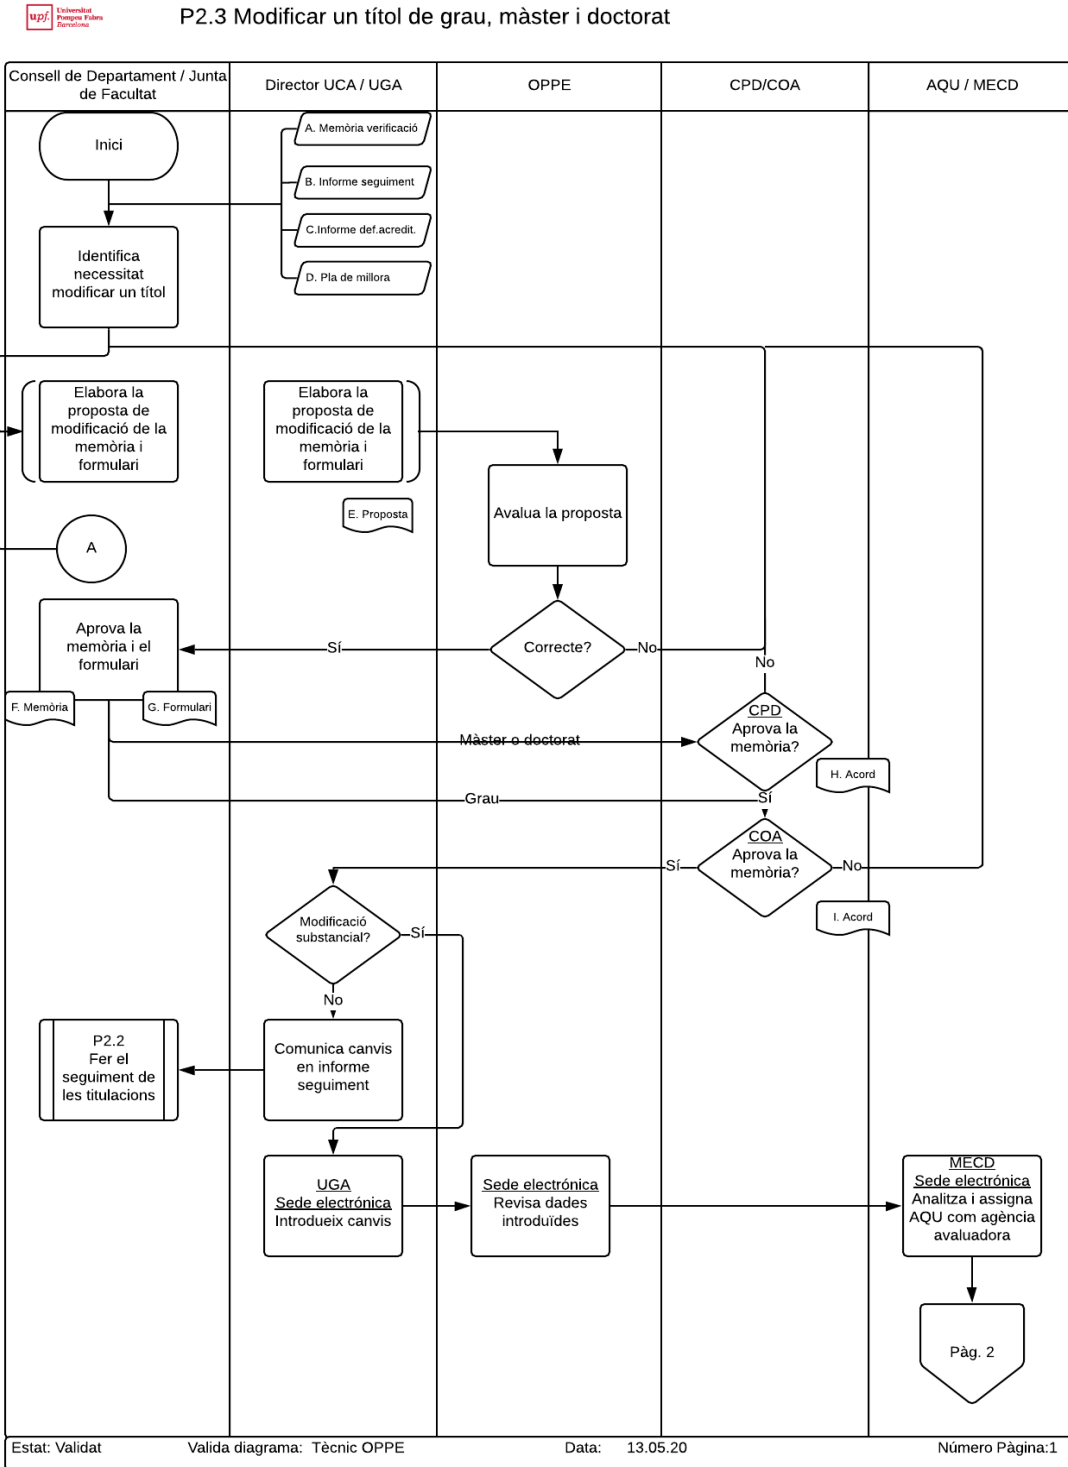 upf. Universitat
Pompeu Fabra
Barcelona
P2.3 Modificar un títol de grau, màster i doctorat
Consell de Departament / Junta
de Facultat
Director UCA / UGA
OPPE
CPD/COA
AQU / MECD
Inici
A. Memòria verificació
B. Informe seguiment
C.Informe def.acredit.
D. Pla de millora
Identifica
necessitat
modificar un títol
Elabora la
proposta de
modificació de la
memòria i
formulari
Elabora la
proposta de
modificació de la
memòria i
formulari
E. Proposta
Avalua la proposta
A
Aprova la
memòria i el
formulari
Sí
Correcte?
No
No
F. Memòria
G. Formulari
CPD
Aprova la
memòria?
Màster o doctorat
H. Acord
Grau
Sí
COA
Aprova la
memòria?
Sí
No
I. Acord
Modificació
substancial?
Sí
No
P2.2
Fer el
seguiment de
les titulacions
Comunica canvis
en informe
seguiment
UGA
Sede electrónica
Introdueix canvis
Sede electrónica
Revisa dades
introduïdes
MECD
Sede electrónica
Analitza i assigna
AQU com agència
avaluadora
Pàg. 2
Estat: Validat
Valida diagrama: Tècnic OPPE
Data: 13.05.20
Número Pàgina:1